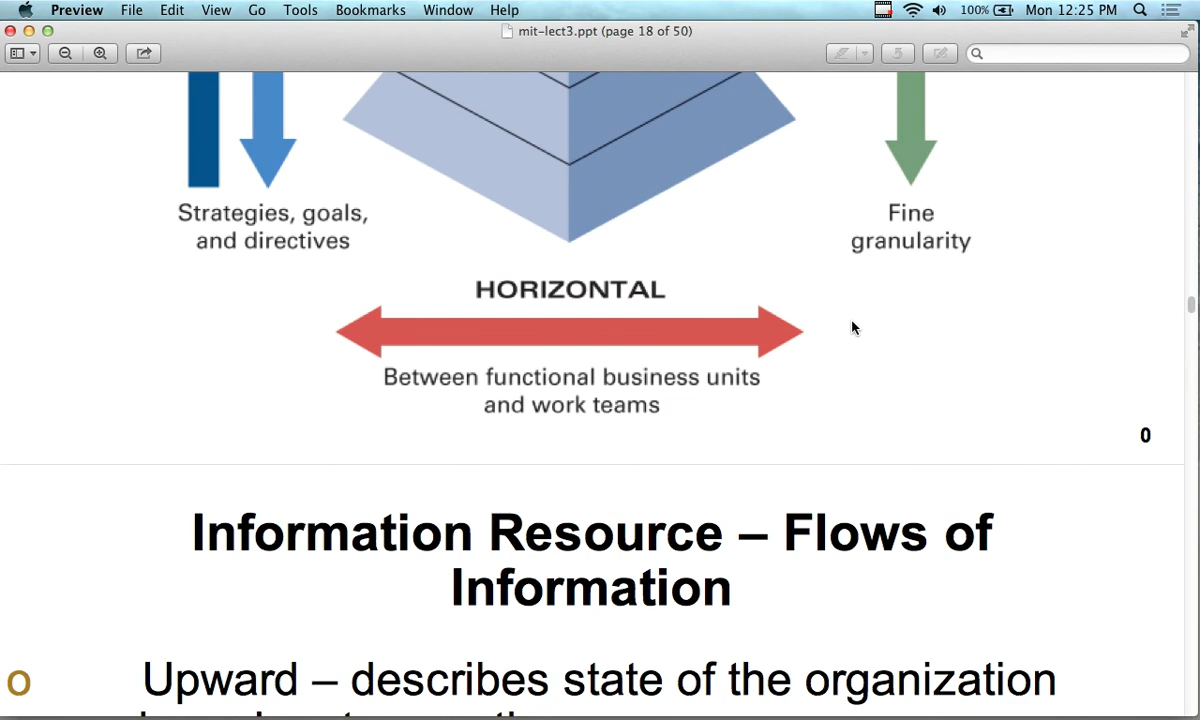 Preview File Edit View Go Tools Bookmarks Window Help 100% Mon 12:25 PM
mit-lect3.ppt (page 18 of 50)
Strategies, goals,
and directives
Fine
granularity
HORIZONTAL
Between functional business units
and work teams
0
Information Resource – Flows of
Information
o Upward – describes state of the organization